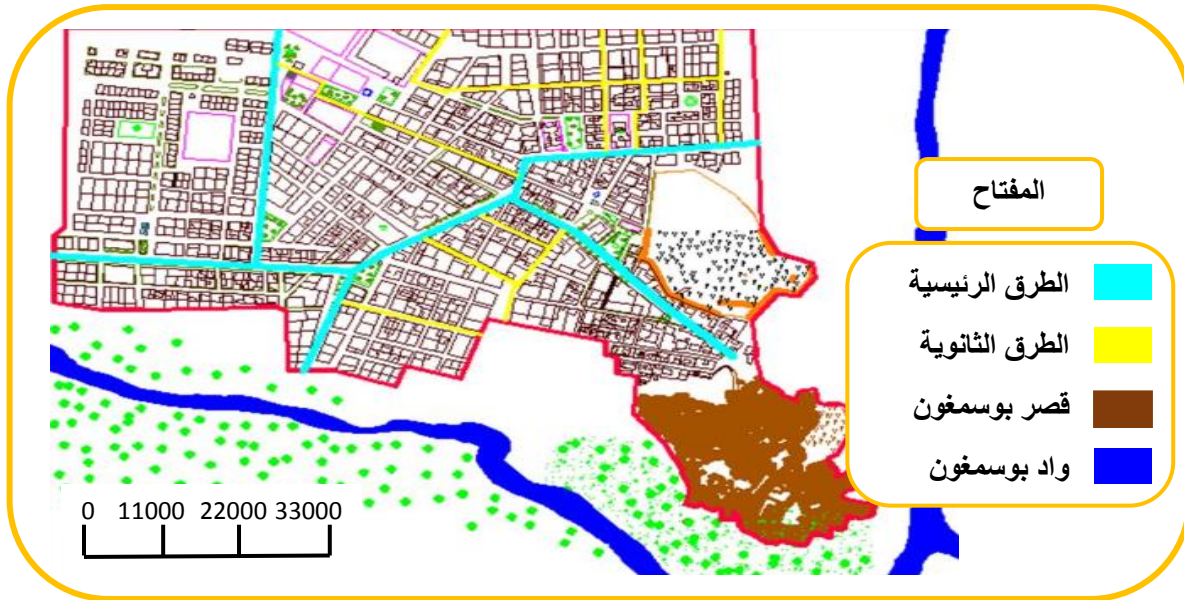 المفتاح
الطرق الرئيسية
الطرق الثانوية
قصر بوسمغون
واد بوسمغون
0 11000 22000 33000